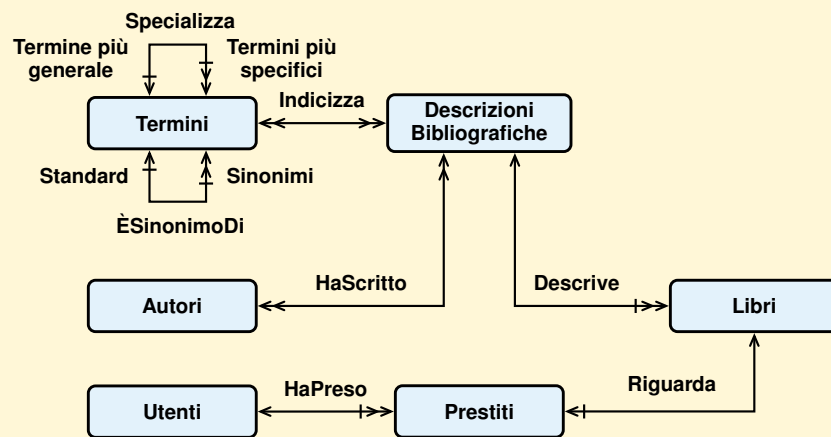 Specializza
Termine più
generale
Termini più
specifici
Indicizza
Termini
Descrizioni
Bibliografiche
Standard
Sinonimi
ÈSinonimoDi
HaScritto
Descrive
Autori
Libri
HaPreso
Riguarda
Utenti
Prestiti